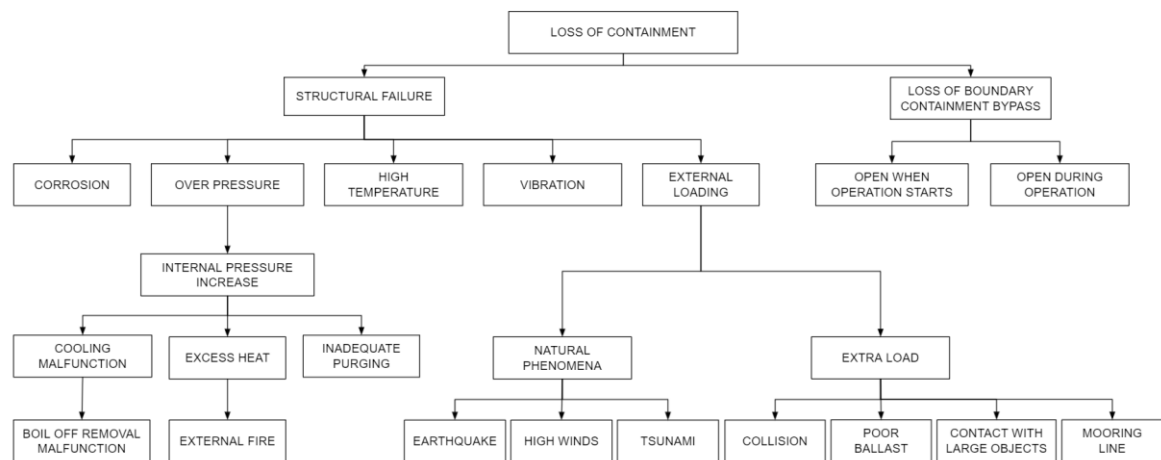 LOSS OF CONTAINMENT
STRUCTURAL FAILURE
LOSS OF BOUNDARY
CONTAINMENT BYPASS
CORROSION
OVER PRESSURE
HIGH
TEMPERATURE
VIBRATION
EXTERNAL
LOADING
OPEN WHEN
OPERATION STARTS
OPEN DURING
OPERATION
INTERNAL PRESSURE
INCREASE
COOLING
MALFUNCTION
EXCESS HEAT
INADEQUATE
PURGING
NATURAL
PHENOMENA
EXTRA LOAD
BOIL OFF REMOVAL
MALFUNCTION
EXTERNAL FIRE
EARTHQUAKE
HIGH WINDS
TSUNAMI
COLLISION
POOR
BALLAST
CONTACT WITH
LARGE OBJECTS
MOORING
LINE